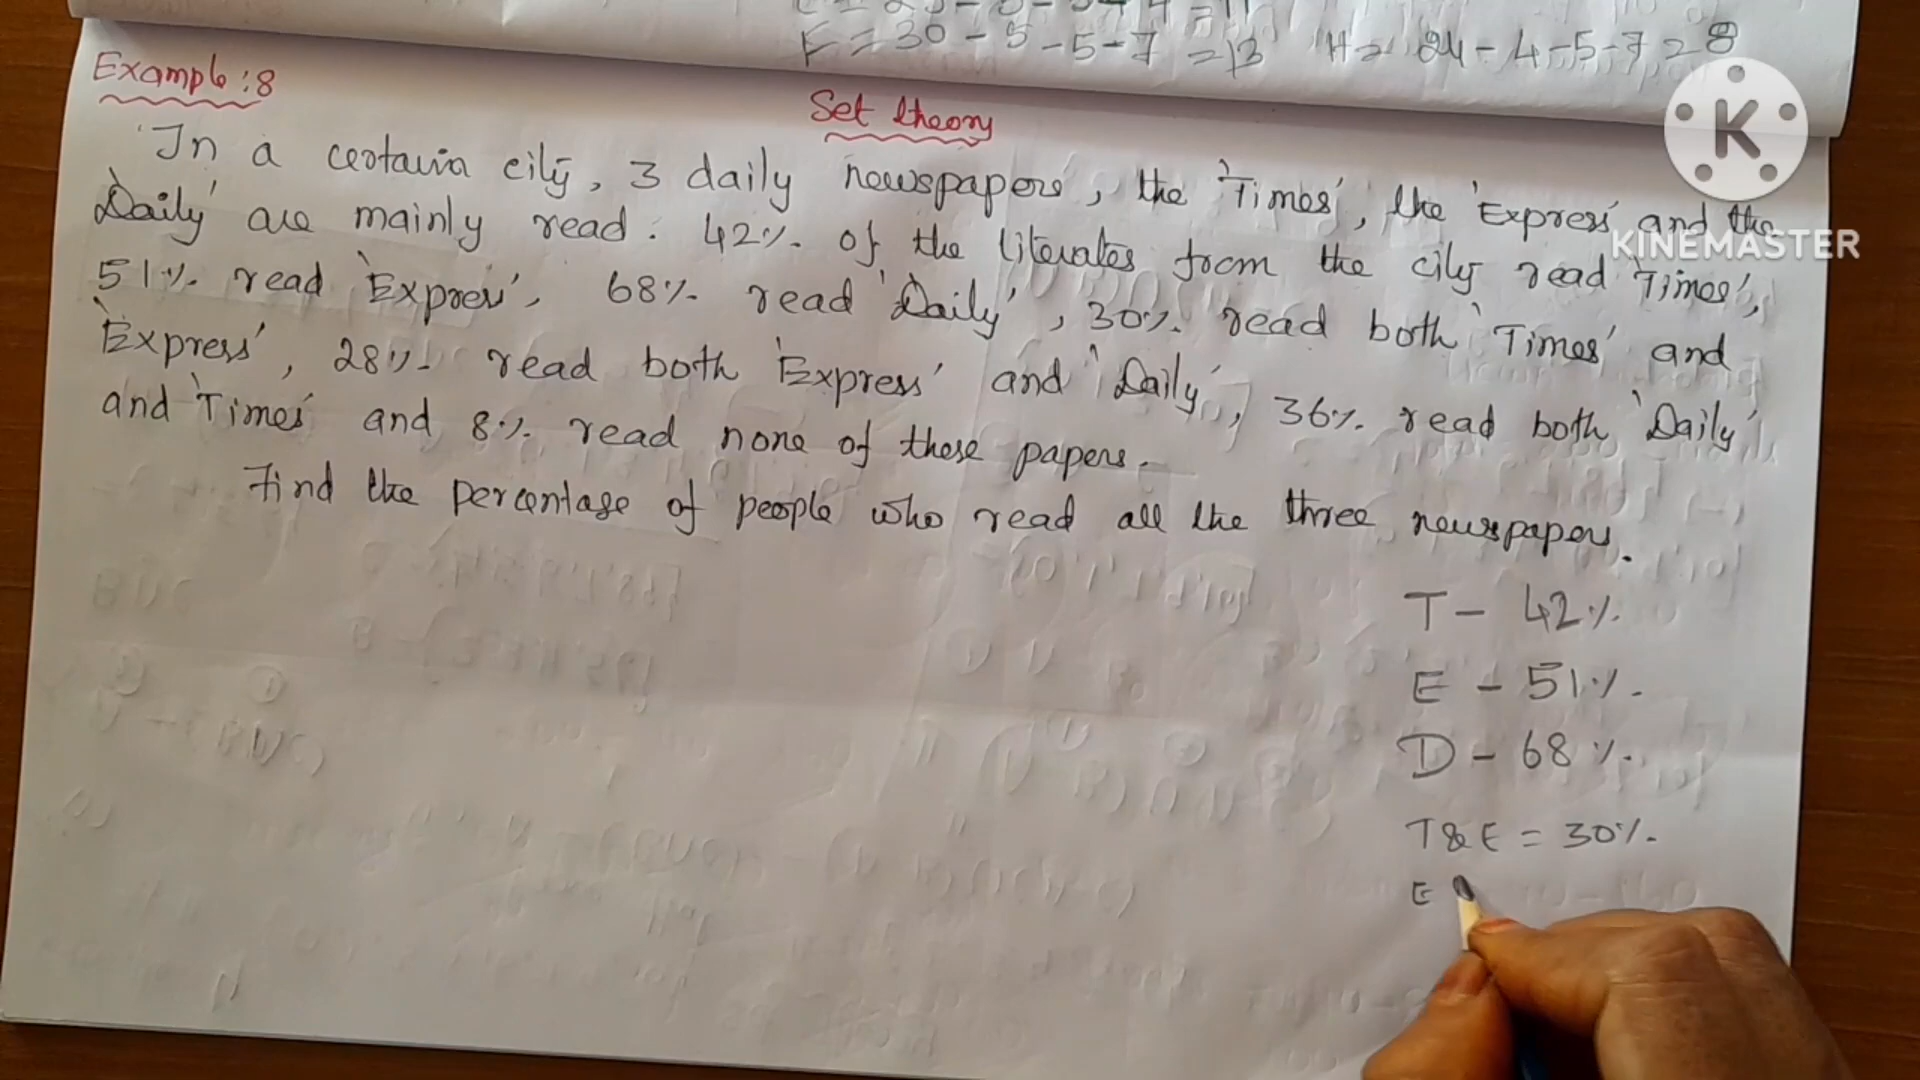 F = 30 - 5 - 5 - 7 = 13 H = 24 - 4 - 5 - 7 = 8
Example : 8
Set theory
K
KINEMASTER
In a certain city, 3 daily newspapers, the 'Times', the 'Express' and the
'Daily' are mainly read. 42% of the literates from the city read 'Times',
51% read 'Express', 68% read 'Daily', 30% read both 'Times' and
'Express', 28% read both 'Express' and 'Daily', 36% read both 'Daily'
and 'Times' and 8% read none of these papers.
Find the percentage of people who read all the three newspapers.
T - 42%
E - 51%.
D - 68%.
T & E = 30%.
E